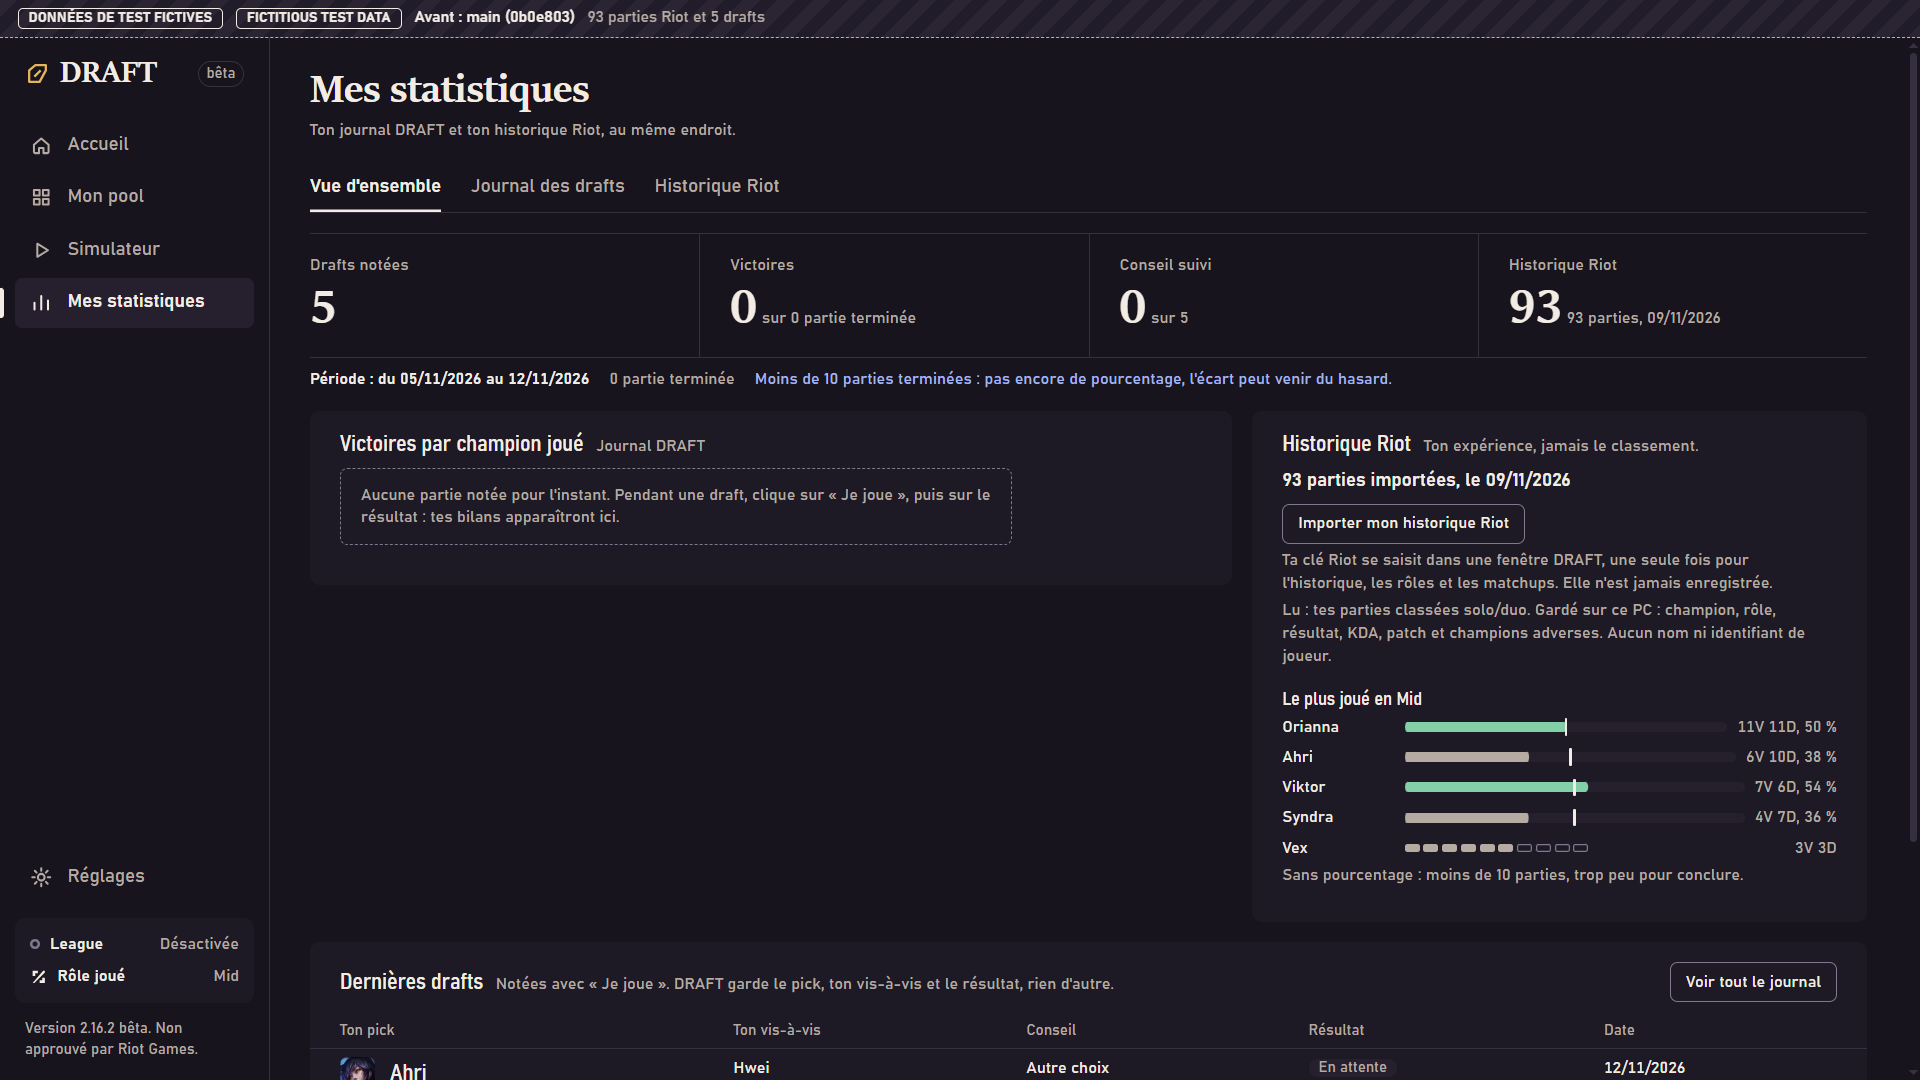 DONNÉES DE TEST FICTIVES FICTITIOUS TEST DATA Avant : main (0b0e803) 93 parties Riot et 5 drafts
DRAFT bêta
Accueil
Mon pool
Simulateur
Mes statistiques
Réglages
League Désactivée
Rôle joué Mid
Version 2.16.2 bêta. Non
approuvé par Riot Games.
Mes statistiques
Ton journal DRAFT et ton historique Riot, au même endroit.
Vue d'ensemble Journal des drafts Historique Riot
Drafts notées
5
Victoires
0 sur 0 partie terminée
Conseil suivi
0 sur 5
Historique Riot
93 93 parties, 09/11/2026
Période : du 05/11/2026 au 12/11/2026 0 partie terminée Moins de 10 parties terminées : pas encore de pourcentage, l'écart peut venir du hasard.
Victoires par champion joué Journal DRAFT
Aucune partie notée pour l'instant. Pendant une draft, clique sur « Je joue », puis sur le
résultat : tes bilans apparaîtront ici.
Historique Riot Ton expérience, jamais le classement.
93 parties importées, le 09/11/2026
Importer mon historique Riot
Ta clé Riot se saisit dans une fenêtre DRAFT, une seule fois pour
l'historique, les rôles et les matchups. Elle n'est jamais enregistrée.
Lu : tes parties classées solo/duo. Gardé sur ce PC : champion, rôle,
résultat, KDA, patch et champions adverses. Aucun nom ni identifiant de
joueur.
Le plus joué en Mid
Orianna 11V 11D, 50 %
Ahri 6V 10D, 38 %
Viktor 7V 6D, 54 %
Syndra 4V 7D, 36 %
Vex 3V 3D
Sans pourcentage : moins de 10 parties, trop peu pour conclure.
Dernières drafts Notées avec « Je joue ». DRAFT garde le pick, ton vis-à-vis et le résultat, rien d'autre.
Voir tout le journal
Ton pick Ton vis-à-vis Conseil Résultat Date
Ahri Hwei Autre choix En attente 12/11/2026